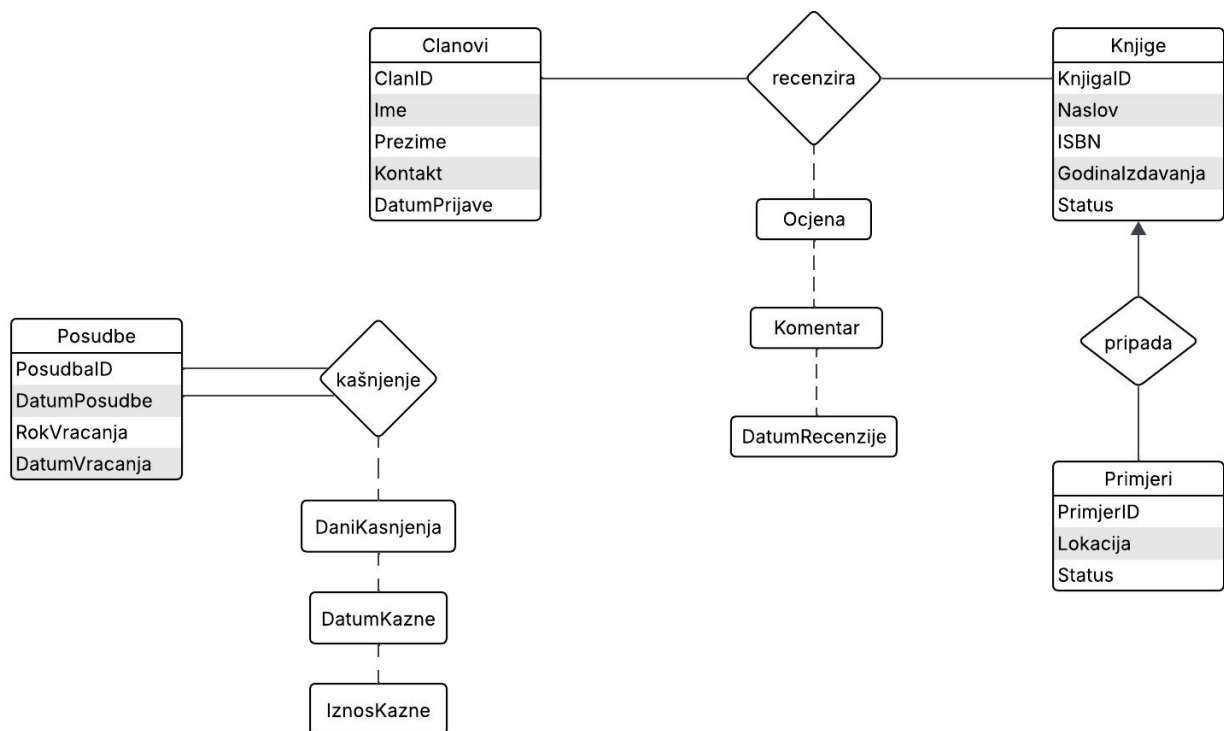 Clanovi
ClanID
Ime
Prezime
Kontakt
DatumPrijave
recenzira
Ocjena
Komentar
DatumRecenzije
Knjige
KnjigaID
Naslov
ISBN
GodinaIzdavanja
Status
pripada
Primjeri
PrimjerID
Lokacija
Status
Posudbe
PosudbaID
DatumPosudbe
RokVracanja
DatumVracanja
kašnjenje
DaniKasnjenja
DatumKazne
IznosKazne